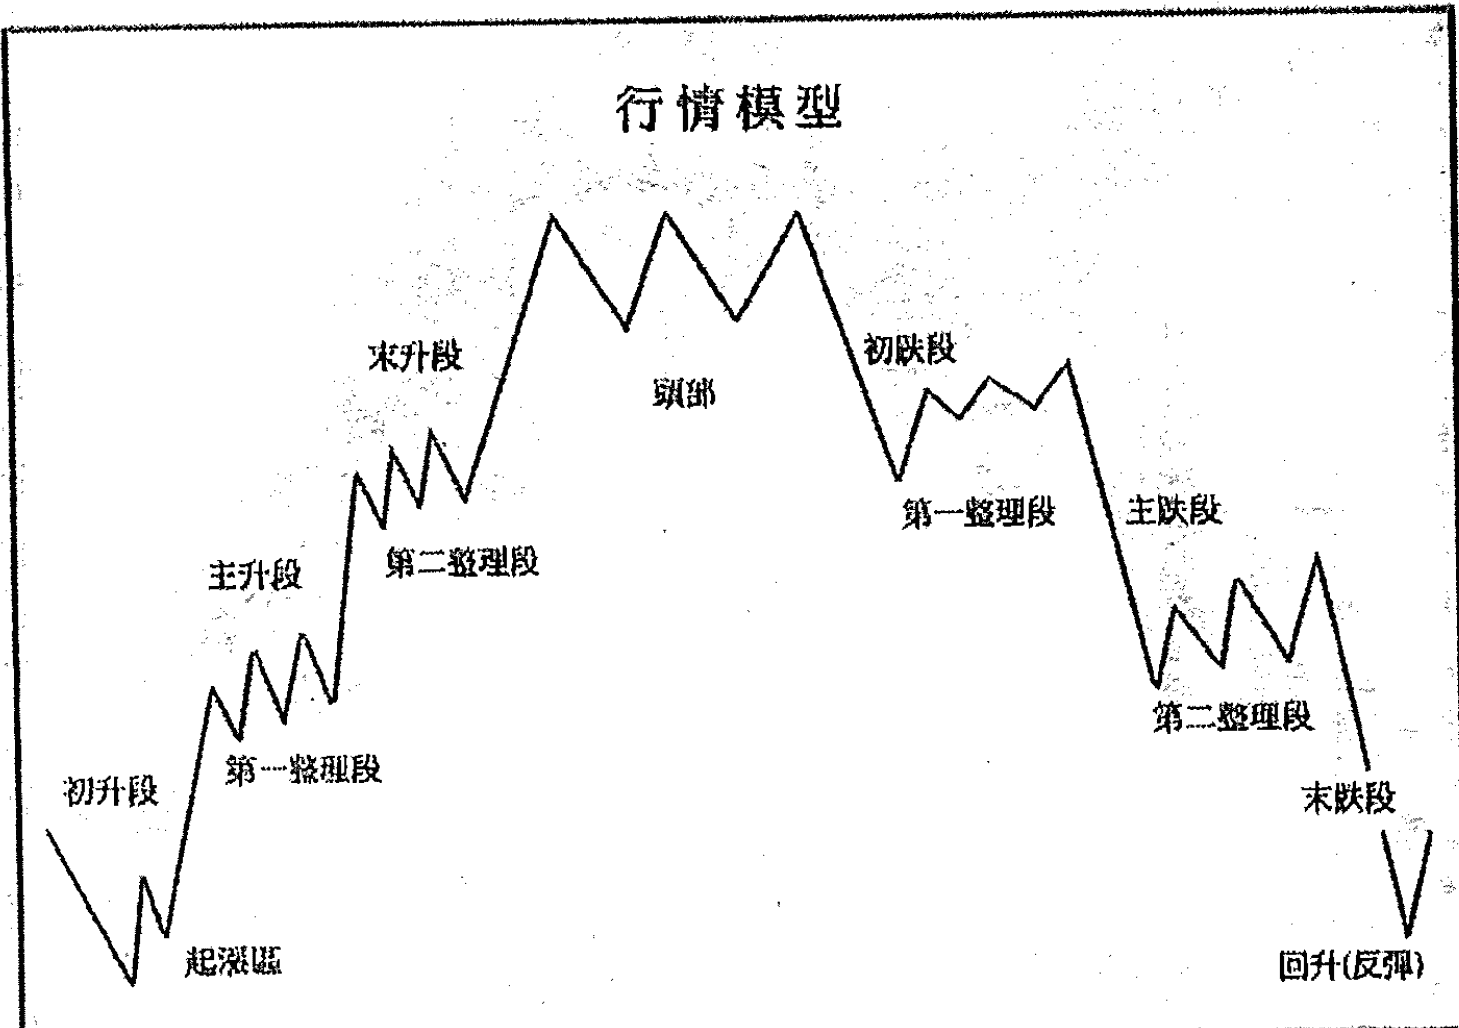 行情模型
末升段
初跌段
頭部
第一整理段
主跌段
第二整理段
主升段
第二整理段
第一整理段
初升段
末跌段
起漲區
回升(反彈)